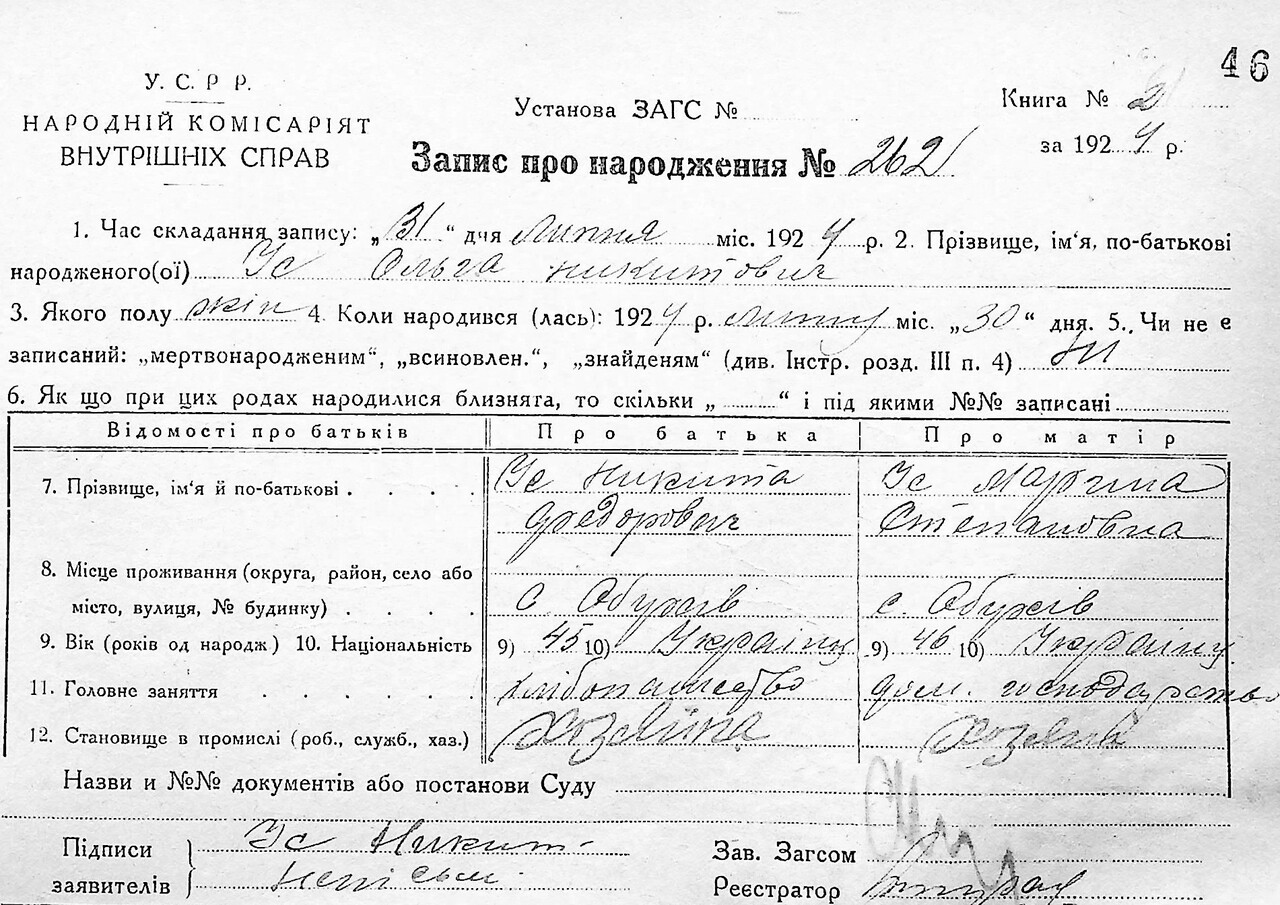 46
У. С. Р Р.
НАРОДНІЙ КОМІСАРІЯТ
ВНУТРІШНІХ СПРАВ
Установа ЗАГС №
Книга № 2
за 1924 р.
Запис про народження № 262
1. Час складання запису: „31“ дня липня міс. 1924 р. 2. Прізвище, ім‘я, по-батькові
народженого(ої) Ус Ольга Никитович
3. Якого полу жін 4. Коли народився (лась): 1924 р. липня міс. „30“ дня. 5. Чи не є
записаний: „мертвонародженим“, „всиновлен.“, „знайденям“ (див. Інстр. розд. III п. 4) Ні
6. Як що при цих родах народилися близняга, то скільки „ “ і під якими №№ записані
Відомості про батьків Про батька Про матір
7. Прізвище, ім‘я й по-батькові Ус Никита Ус Марина
Федорович Степановна
8. Місце проживання (округа, район, село або
місто, вулиця, № будинку) с. Обухів с. Обухів
9. Вік (років од народж) 10. Національність 9) 45 10) Українц 9) 46 10) Українц
11. Головне заняття хлібопашество дом. господарство
12. Становище в промислі (роб., служб., хаз.) Хозяїна
Назви и №№ документів або постанови Суду
Підписи Ус Никит
заявителів
Зав. Загсом
Реєстратор